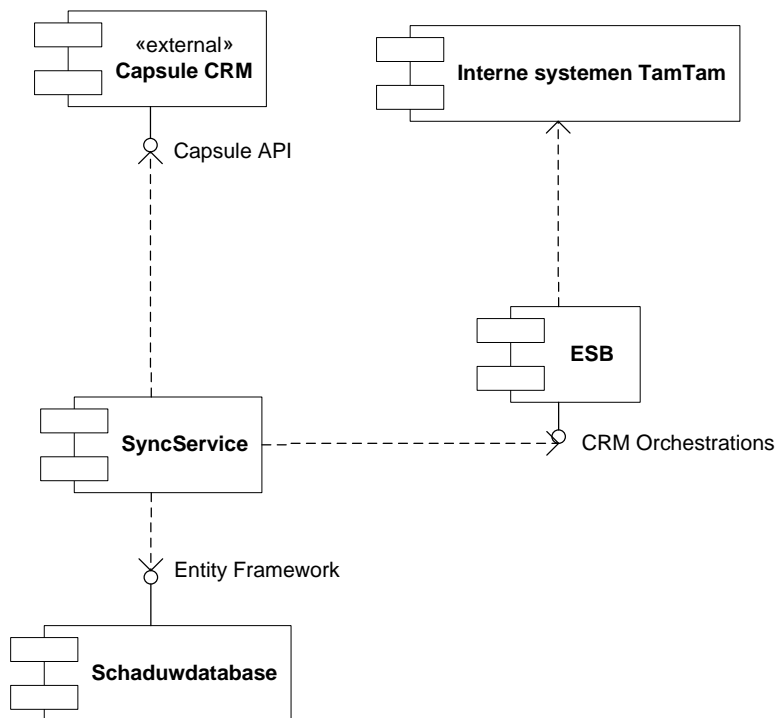 «external»
Capsule CRM
Interne systemen TamTam
Capsule API
ESB
SyncService
CRM Orchestrations
Entity Framework
Schaduwdatabase